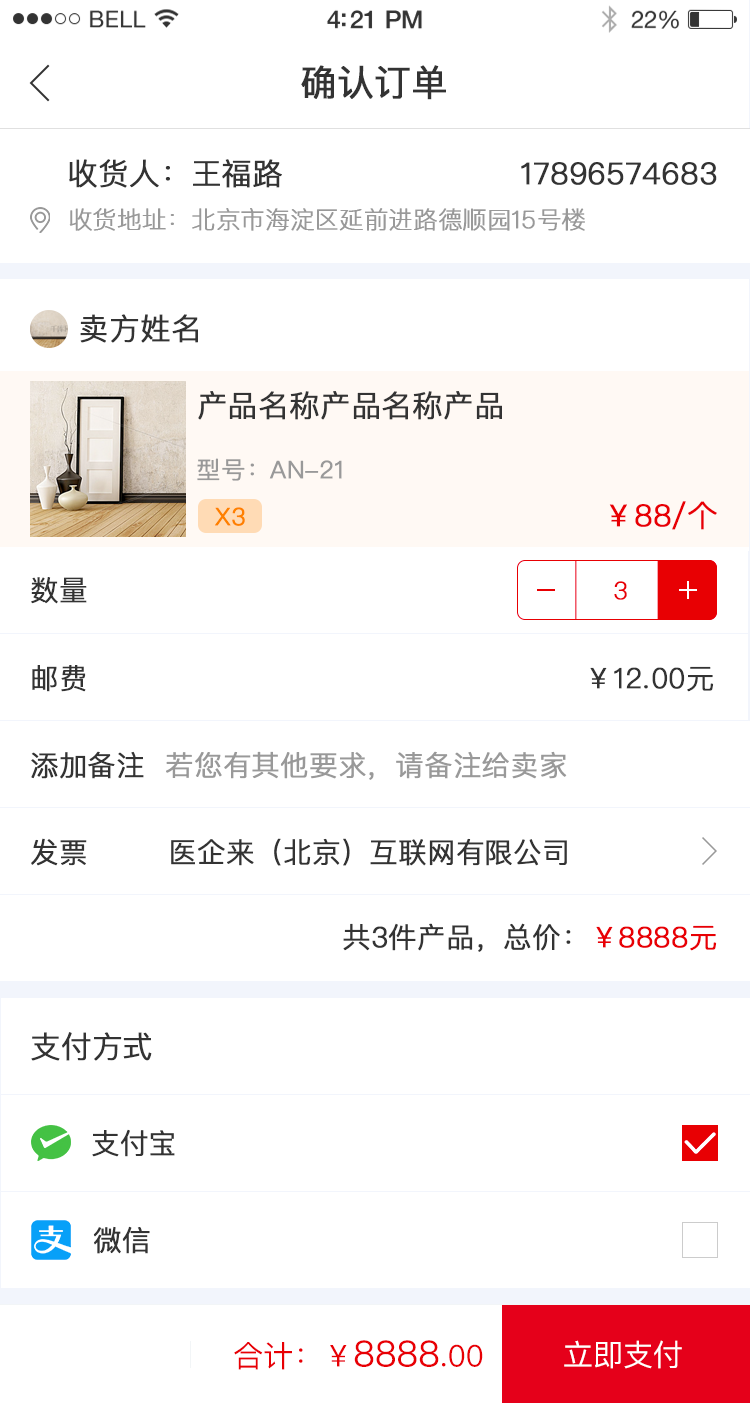 BELL 4:21 PM 22%
确认订单
收货人：王福路 17896574683
收货地址：北京市海淀区延前进路德顺园15号楼
卖方姓名
产品名称产品名称产品
型号：AN–21
X3 ¥88/个
数量 3
邮费 ¥12.00元
添加备注 若您有其他要求，请备注给卖家
发票 医企来（北京）互联网有限公司
共3件产品，总价：¥8888元
支付方式
支付宝
支 微信
合计：¥8888.00 立即支付